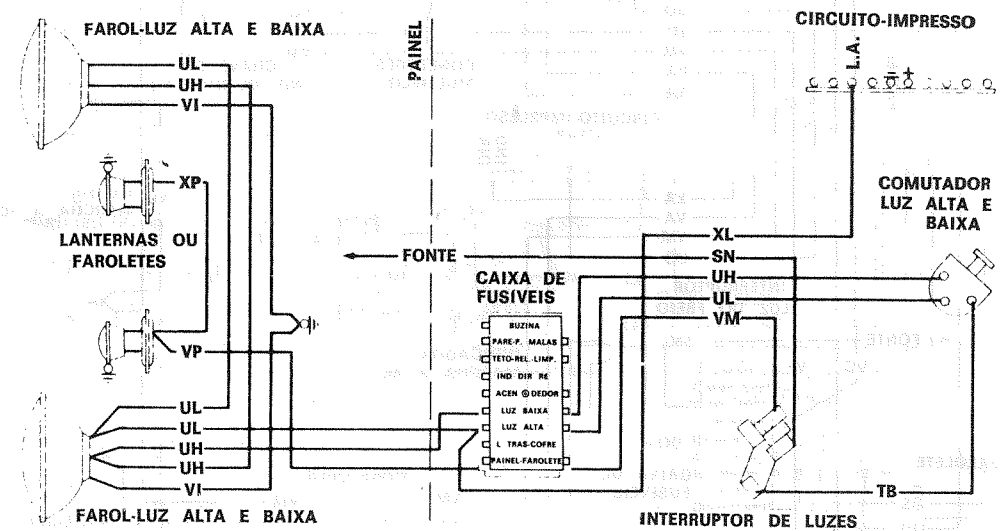 FAROL-LUZ ALTA E BAIXA
UL
UH
VI
XP
LANTERNAS OU
FAROLETES
VP
UL
UL
UH
UH
VI
FAROL-LUZ ALTA E BAIXA
PAINEL
FONTE
CAIXA DE
FUSIVEIS
BUZINA
PARE-P. MALAS
TETO-REL.-LIMP.
IND DIR RE
ACEN DEDOR
LUZ BAIXA
LUZ ALTA
L TRAS-COFRE
PAINEL-FAROLETE
CIRCUITO-IMPRESSO
L.A.
- +
COMUTADOR
LUZ ALTA E
BAIXA
XL
SN
UH
UL
VM
TB
INTERRUPTOR DE LUZES